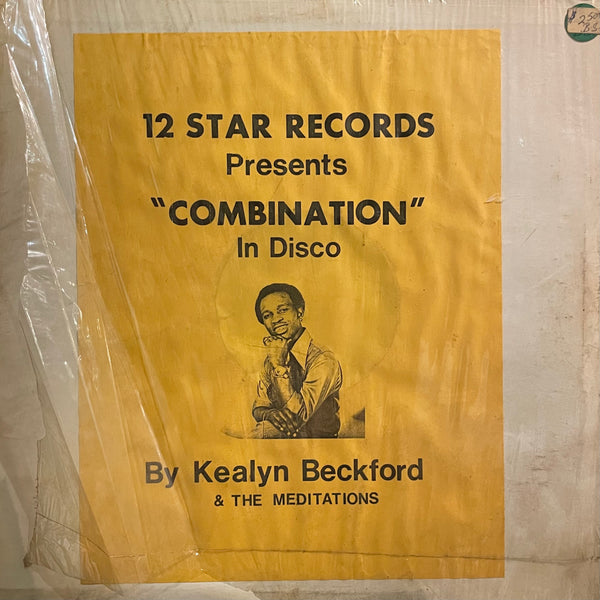 12 STAR RECORDS
Presents
"COMBINATION"
In Disco
By Kealyn Beckford
& THE MEDITATIONS